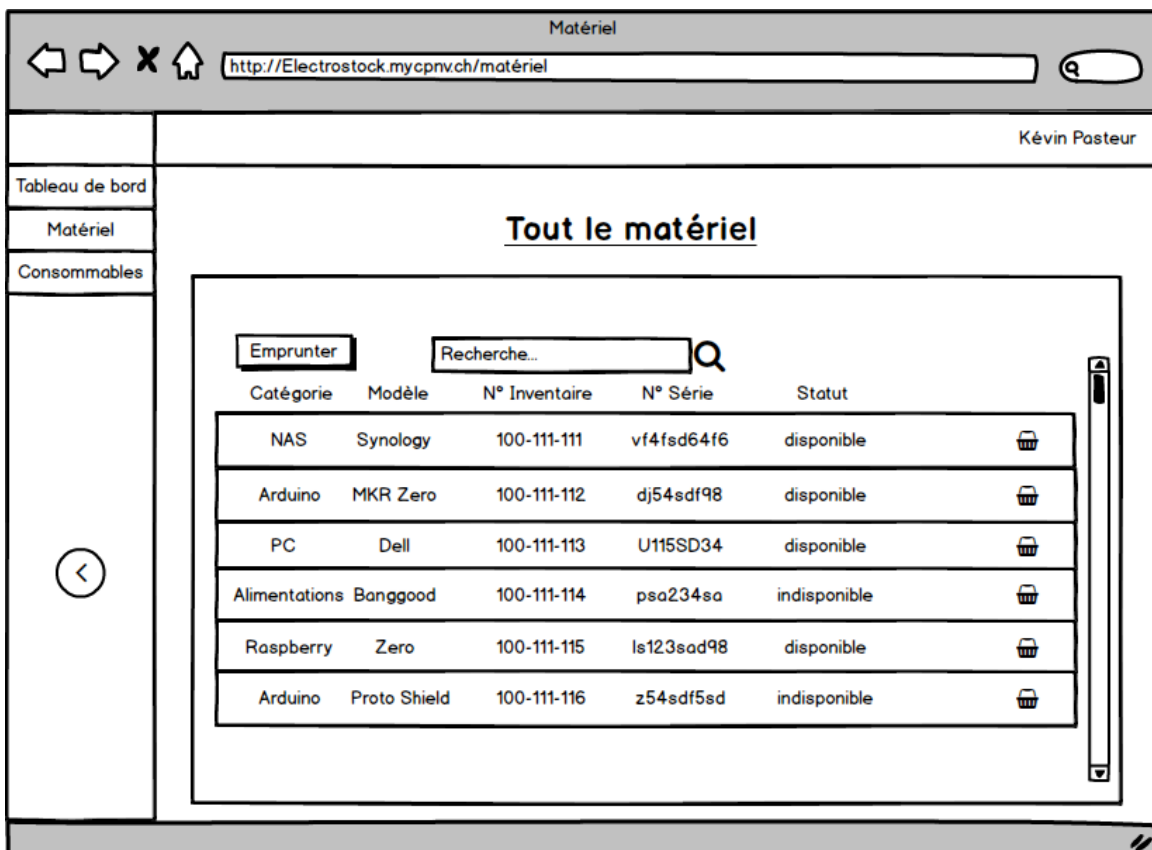 Matériel
http://Electrostock.mycpnv.ch/matériel
Kévin Pasteur
Tableau de bord
Matériel
Consommables
Tout le matériel
Emprunter Recherche...
Catégorie Modèle N° Inventaire N° Série Statut
NAS Synology 100-111-111 vf4fsd64f6 disponible
Arduino MKR Zero 100-111-112 dj54sdf98 disponible
PC Dell 100-111-113 U115SD34 disponible
Alimentations Banggood 100-111-114 psa234sa indisponible
Raspberry Zero 100-111-115 ls123sad98 disponible
Arduino Proto Shield 100-111-116 z54sdf5sd indisponible